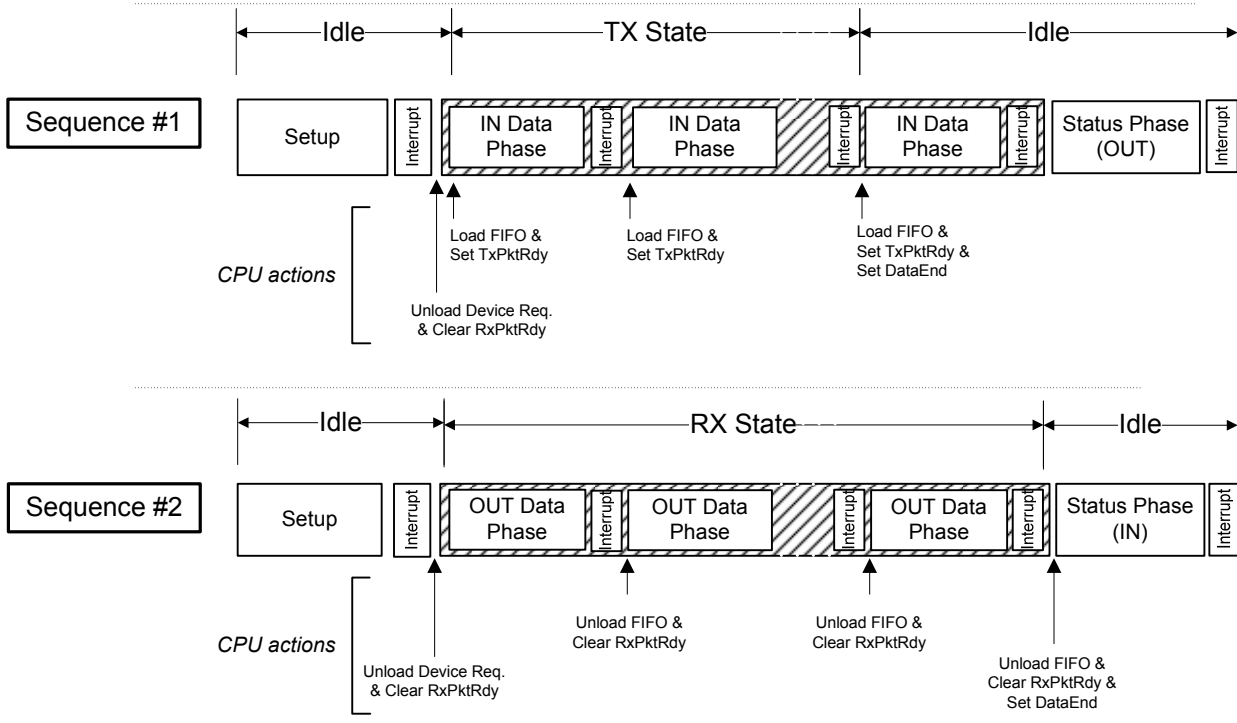 Idle
TX State
Idle
Sequence #1
Setup
Interrupt
IN Data
Phase
Interrupt
IN Data
Phase
Interrupt
IN Data
Phase
Interrupt
Status Phase
(OUT)
Interrupt
CPU actions
Load FIFO &
Set TxPktRdy
Load FIFO &
Set TxPktRdy
Load FIFO &
Set TxPktRdy &
Set DataEnd
Unload Device Req.
& Clear RxPktRdy
Idle
RX State
Idle
Sequence #2
Setup
Interrupt
OUT Data
Phase
Interrupt
OUT Data
Phase
Interrupt
OUT Data
Phase
Interrupt
Status Phase
(IN)
Interrupt
CPU actions
Unload Device Req.
& Clear RxPktRdy
Unload FIFO &
Clear RxPktRdy
Unload FIFO &
Clear RxPktRdy
Unload FIFO &
Clear RxPktRdy &
Set DataEnd